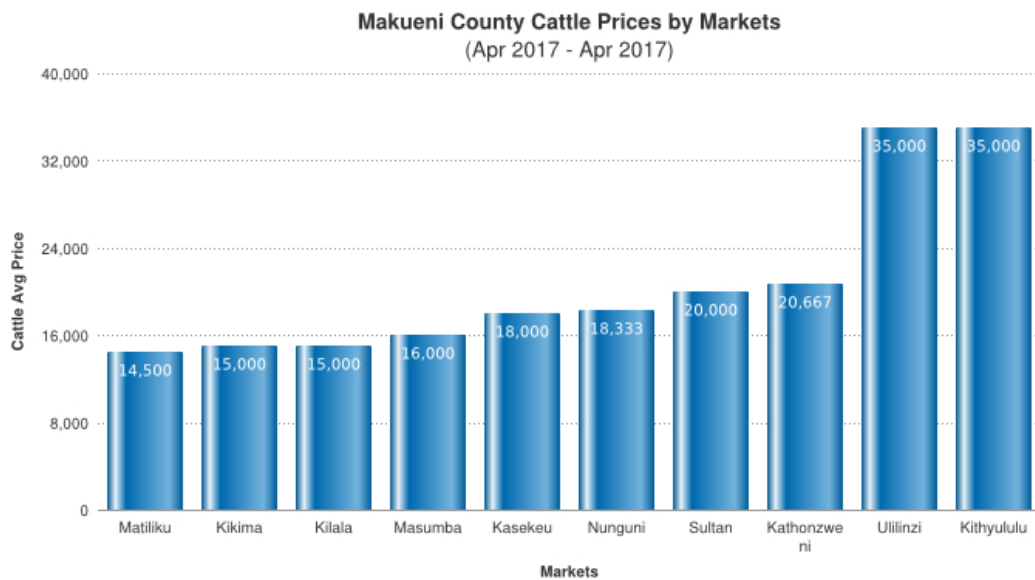 Makueni County Cattle Prices by Markets
(Apr 2017 - Apr 2017)
40,000
32,000
24,000
16,000
8,000
0
Cattle Avg Price
14,500
15,000
15,000
16,000
18,000
18,333
20,000
20,667
35,000
35,000
Matiliku
Kikima
Kilala
Masumba
Kasekeu
Nunguni
Sultan
Kathonzwe
ni
Ulilinzi
Kithyululu
Markets